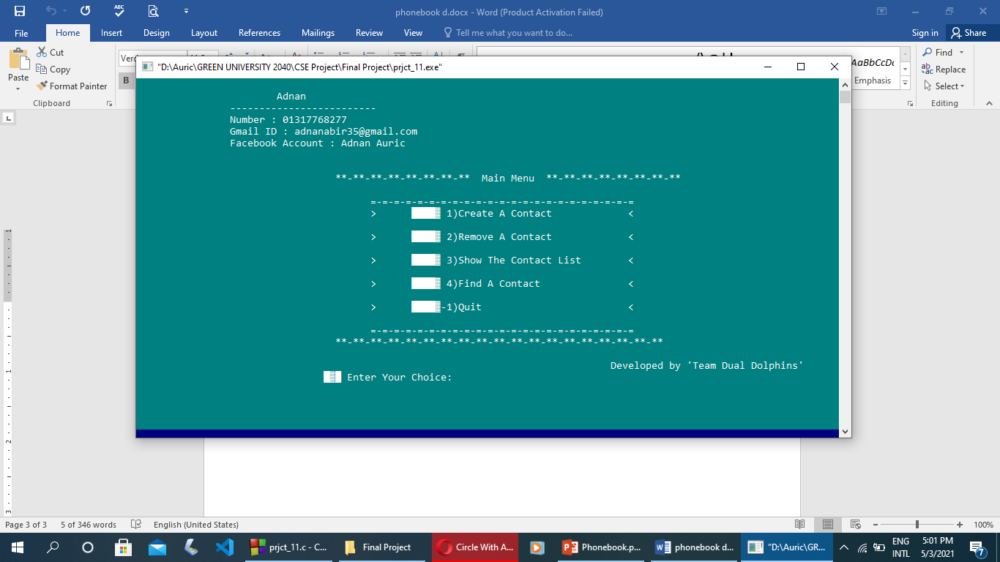 phonebook d.docx - Word (Product Activation Failed)
File Home Insert Design Layout References Mailings Review View Tell me what you want to do... Sign in Share
Cut
Copy
Format Painter
Paste
Clipboard
Verd
B
AaBbCcDc
Emphasis
Find
Replace
Select
Editing
"D:\Auric\GREEN UNIVERSITY 2040\CSE Project\Final Project\prjct_11.exe"
Adnan
-------------------------
Number : 01317768277
Gmail ID : adnanabir35@gmail.com
Facebook Account : Adnan Auric
**-**-**-**-**-**-**-** Main Menu **-**-**-**-**-**-**-**
=-=-=-=-=-=-=-=-=-=-=-=-=-=-=-=-=-=-=-=-=-=-=
> 1)Create A Contact <
> 2)Remove A Contact <
> 3)Show The Contact List <
> 4)Find A Contact <
> -1)Quit <
=-=-=-=-=-=-=-=-=-=-=-=-=-=-=-=-=-=-=-=-=-=-=
**-**-**-**-**-**-**-**-**-**-**-**-**-**-**-**-**-**-**
Developed by 'Team Dual Dolphins'
Enter Your Choice:
Page 3 of 3 5 of 346 words English (United States) 100%
prjct_11.c - C... Final Project Circle With A... Phonebook.p... phonebook d... "D:\Auric\GR... ENG 5:01 PM
INTL 5/3/2021 7